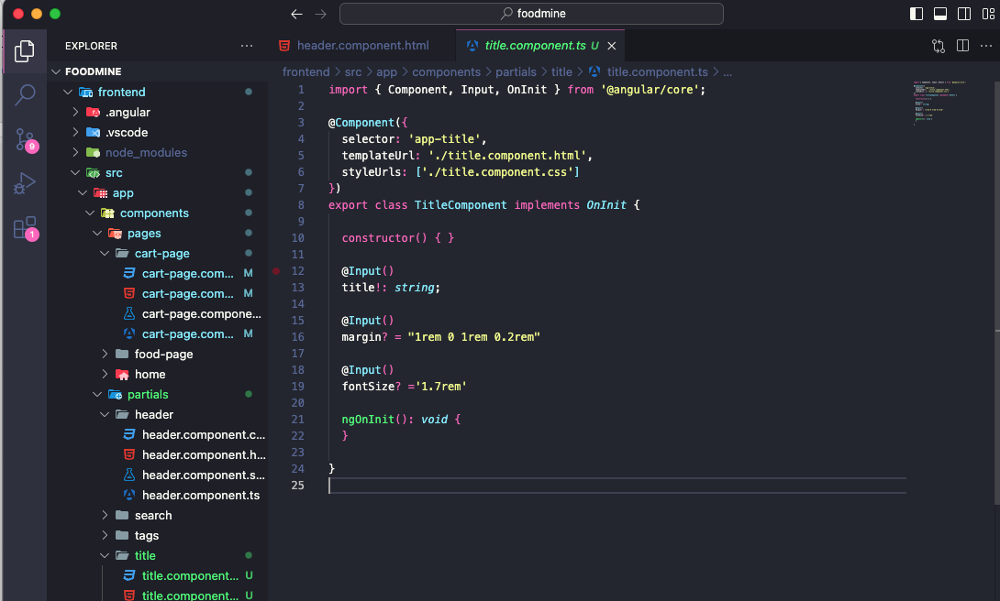 foodmine
EXPLORER
header.component.html
title.component.ts U
FOODMINE
frontend > src > app > components > partials > title > title.component.ts > ...
frontend
.angular
.vscode
node_modules
src
app
components
pages
cart-page
cart-page.com... M
cart-page.com... M
cart-page.compone...
cart-page.com... M
food-page
home
partials
header
header.component.c...
header.component.h...
header.component.s...
header.component.ts
search
tags
title
title.component... U
title.component... U
9
1
1 import { Component, Input, OnInit } from '@angular/core';
2
3 @Component({
4 selector: 'app-title',
5 templateUrl: './title.component.html',
6 styleUrls: ['./title.component.css']
7 })
8 export class TitleComponent implements OnInit {
9
10 constructor() { }
11
12 @Input()
13 title!: string;
14
15 @Input()
16 margin? = "1rem 0 1rem 0.2rem"
17
18 @Input()
19 fontSize? ='1.7rem'
20
21 ngOnInit(): void {
22 }
23
24 }
25